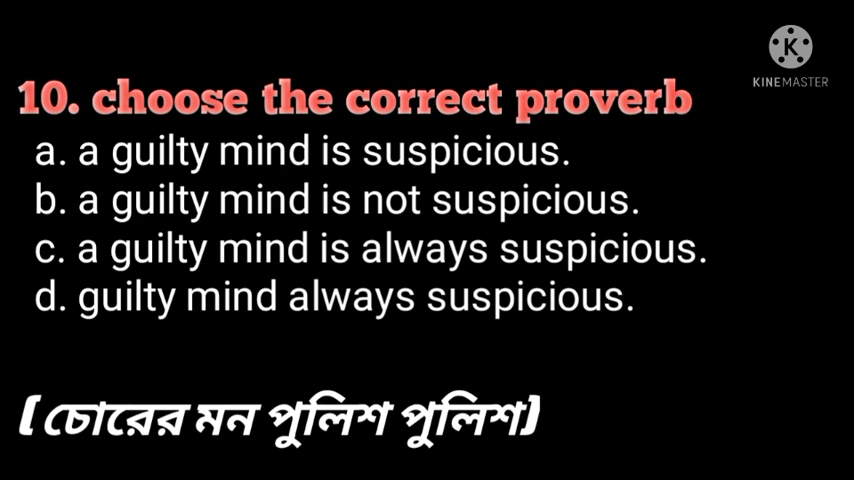 KINEMASTER
10. choose the correct proverb
a. a guilty mind is suspicious.
b. a guilty mind is not suspicious.
c. a guilty mind is always suspicious.
d. guilty mind always suspicious.
(চোরের মন পুলিশ পুলিশ)